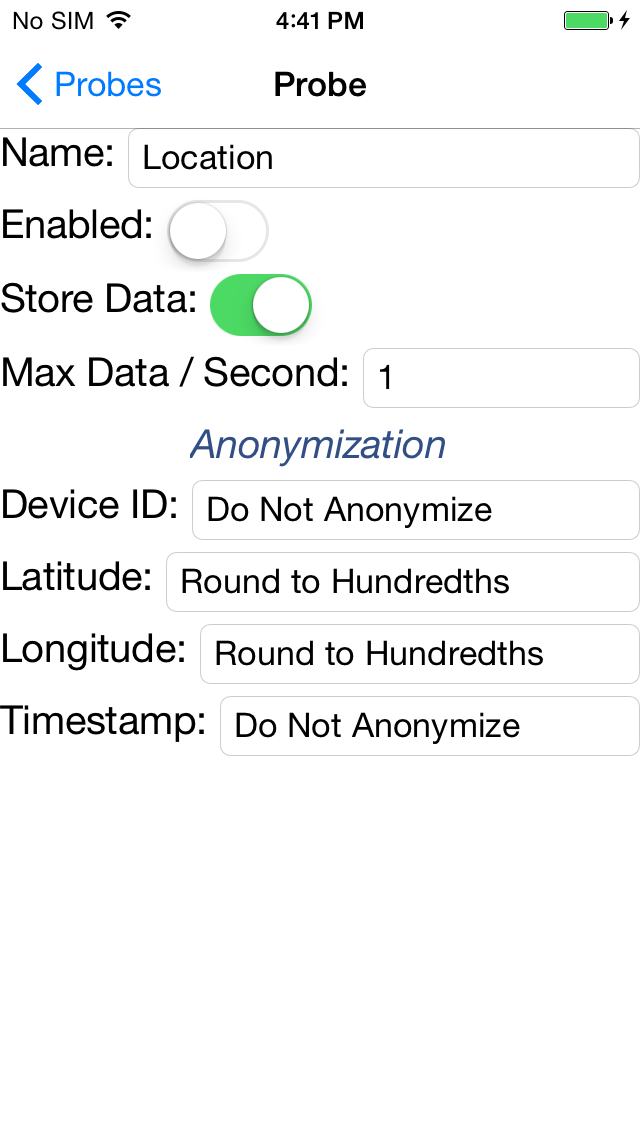 No SIM 4:41 PM
Probes Probe
Name: Location
Enabled:
Store Data:
Max Data / Second: 1
Anonymization
Device ID: Do Not Anonymize
Latitude: Round to Hundredths
Longitude: Round to Hundredths
Timestamp: Do Not Anonymize